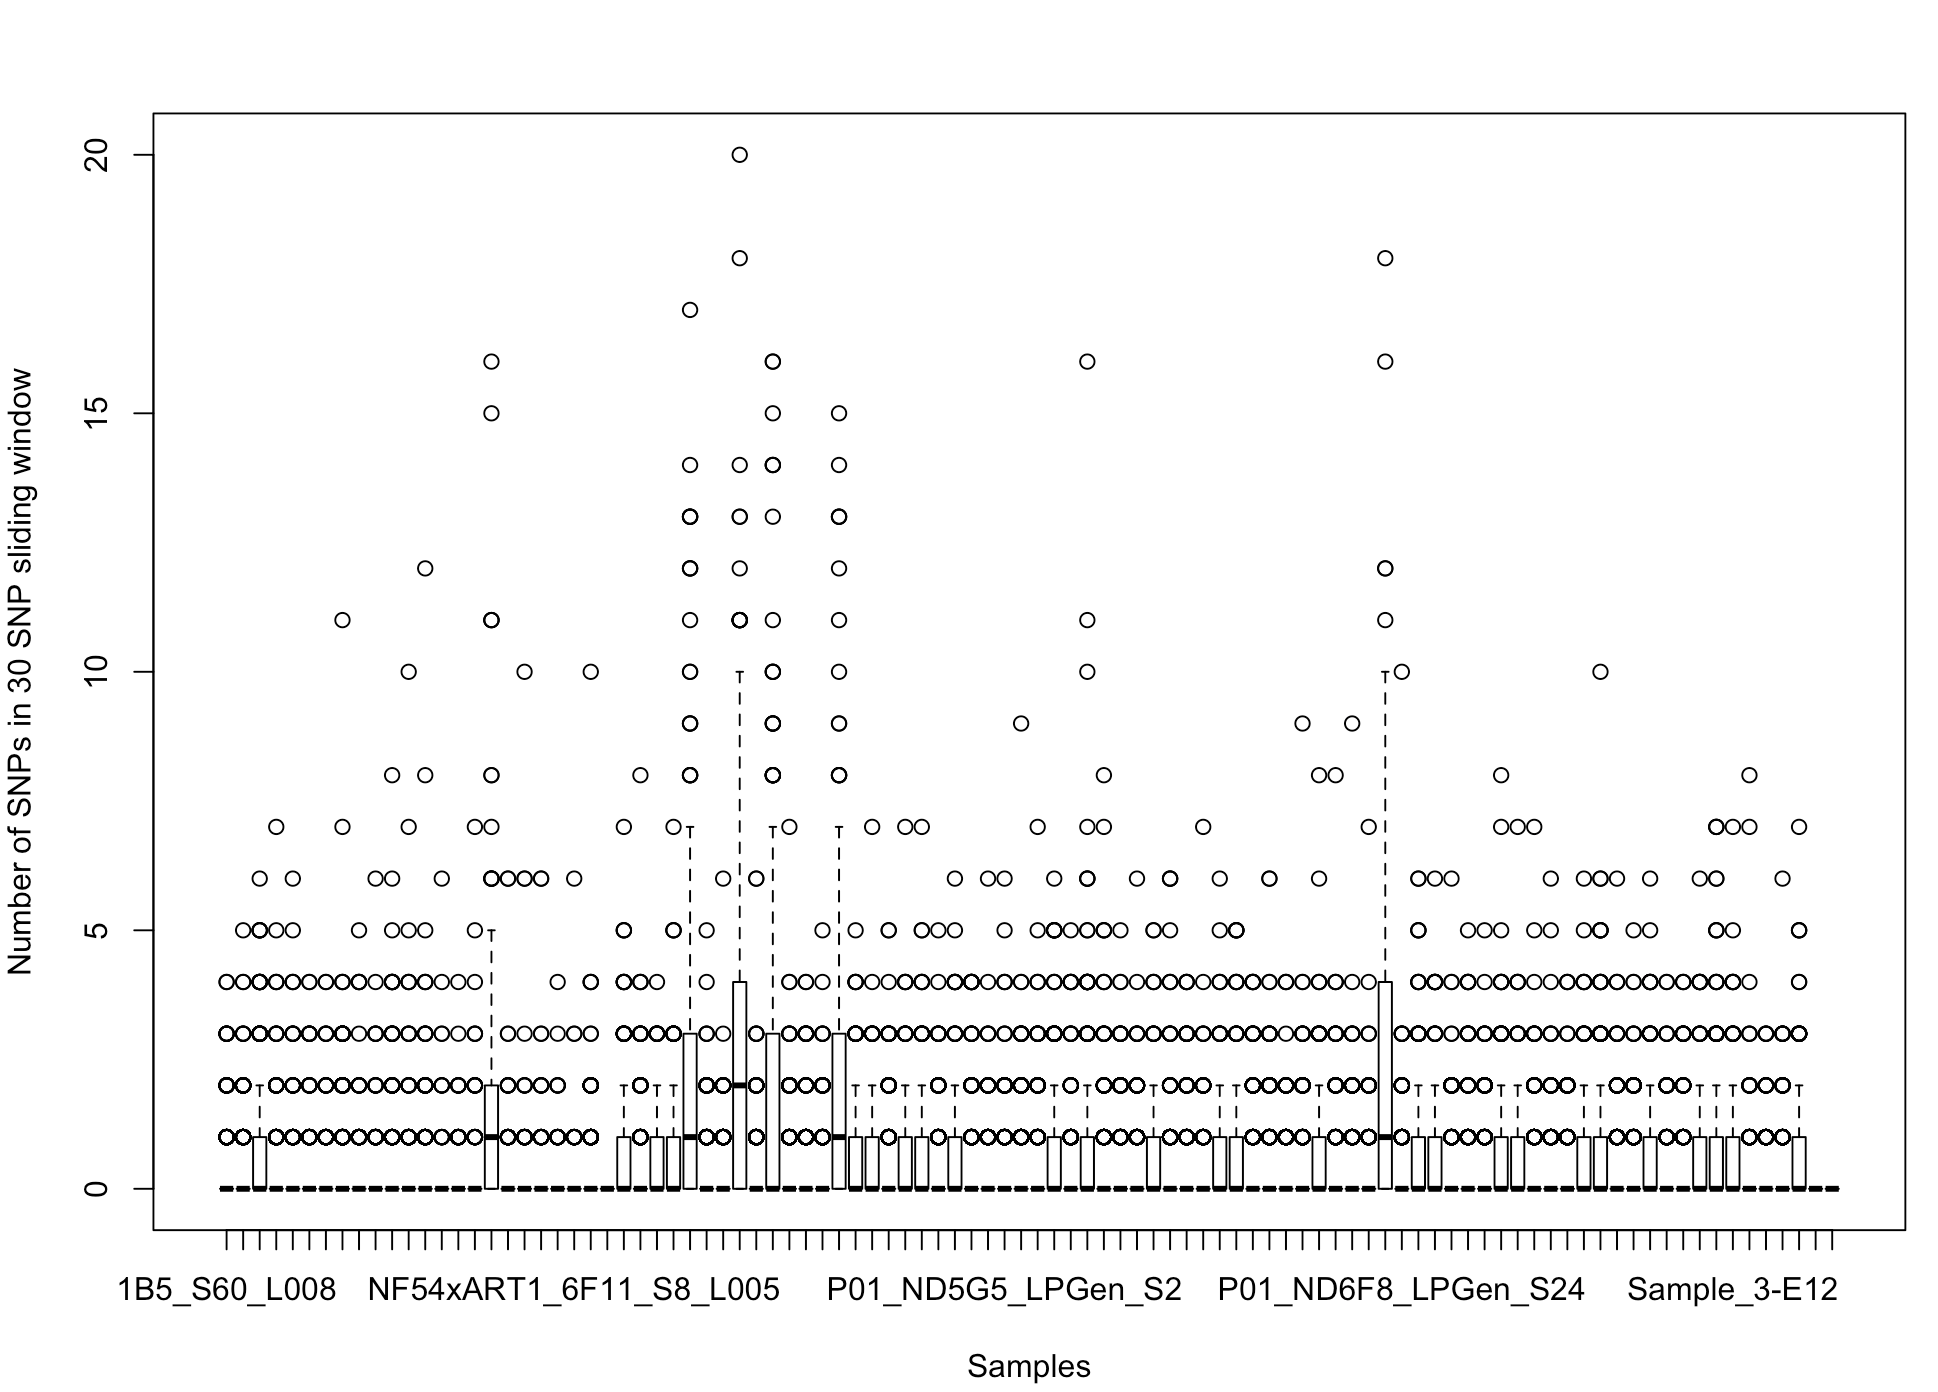 Number of SNPs in 30 SNP sliding window
20
15
10
5
0
1B5_S60_L008 NF54xART1_6F11_S8_L005 P01_ND5G5_LPGen_S2 P01_ND6F8_LPGen_S24 Sample_3-E12
Samples